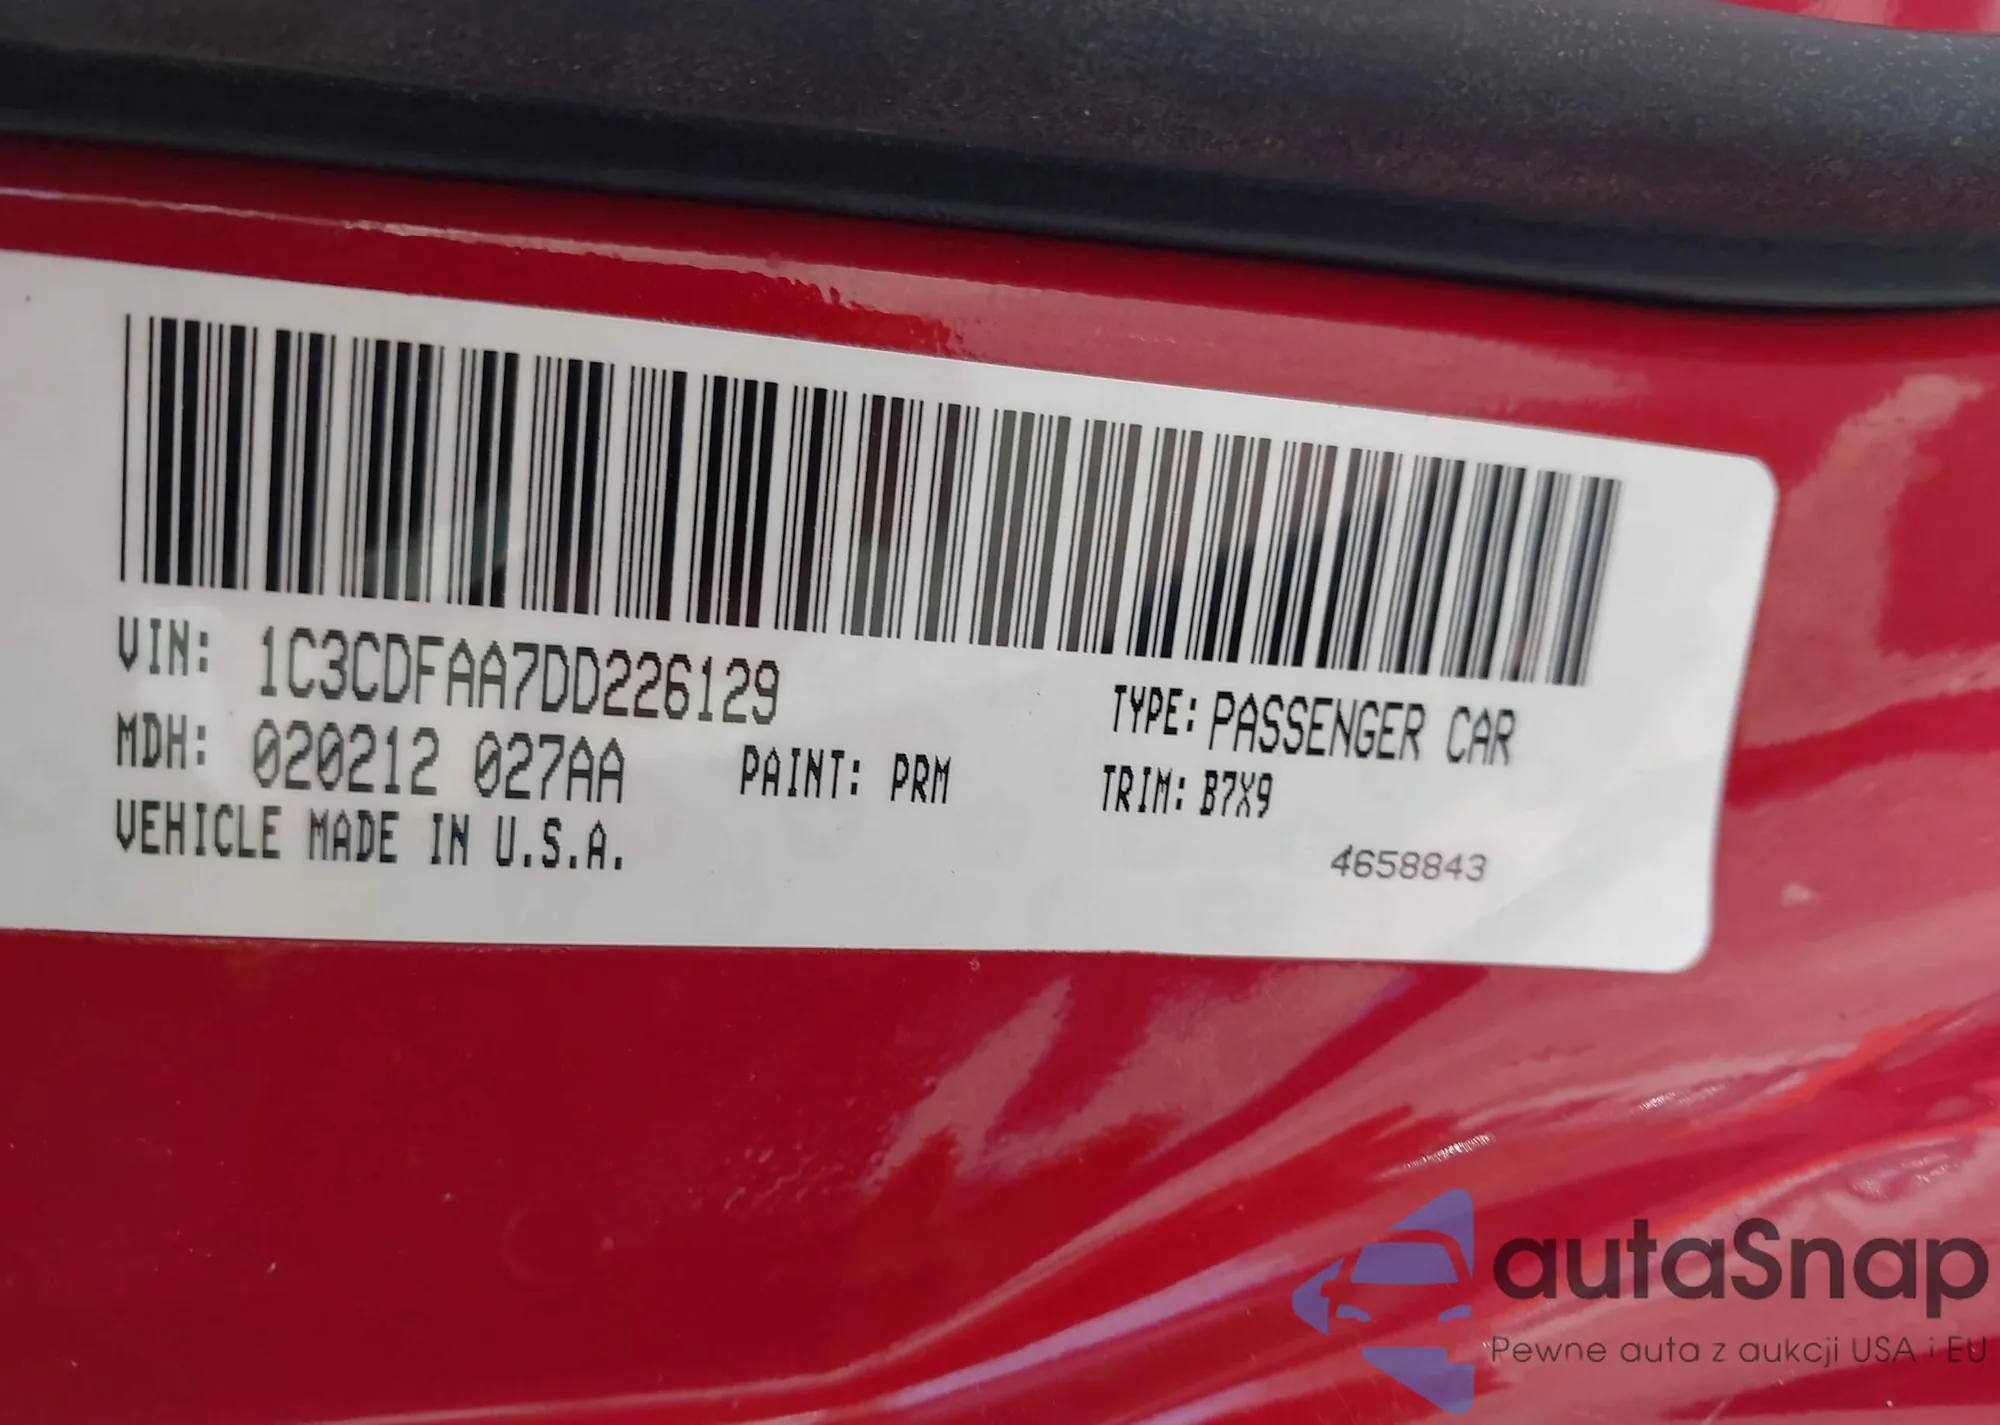 VIN: 1C3CDFAA7DD226129
TYPE: PASSENGER CAR
MDH: 020212 027AA
PAINT: PRM
TRIM: B7X9
VEHICLE MADE IN U.S.A.
4658843
autaSnap
Pewne auta z aukcji USA i EU